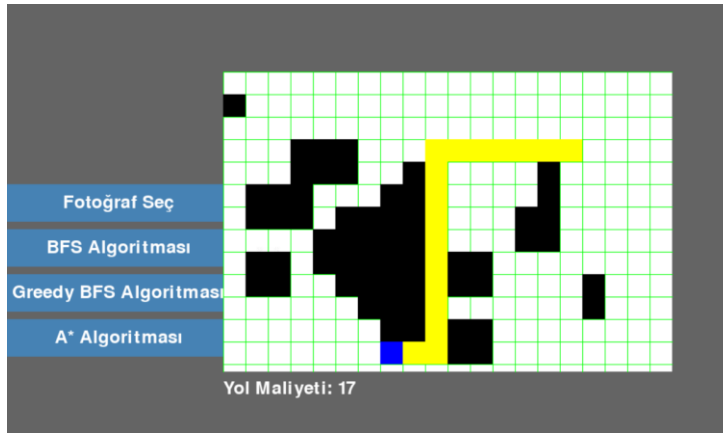 Fotoğraf Seç
BFS Algoritması
Greedy BFS Algoritması
A* Algoritması
Yol Maliyeti: 17